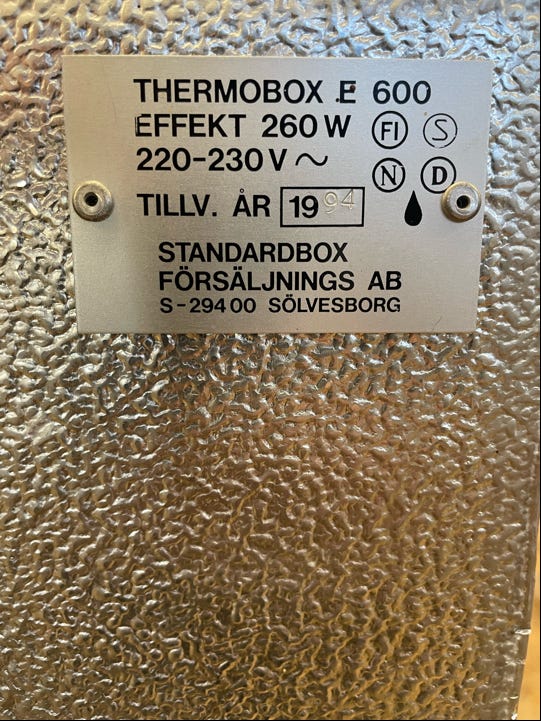 THERMOBOX E 600
EFFEKT 260 W FI S
220-230 V ~ N D
TILLV. ÅR 1994
STANDARDBOX
FÖRSÄLJNINGS AB
S-294 00 SÖLVESBORG